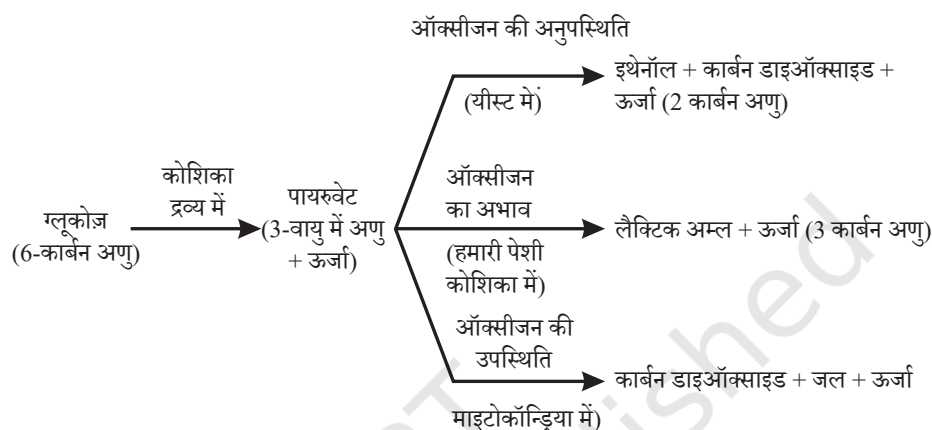 ऑक्सीजन की अनुपस्थिति
इथेनॉल + कार्बन डाइऑक्साइड +
ऊर्जा (2 कार्बन अणु)
(यीस्ट में)
कोशिका
द्रव्य में
ग्लूकोज़
(6-कार्बन अणु)
पायरुवेट
(3-वायु में अणु
+ ऊर्जा)
ऑक्सीजन
का अभाव
(हमारी पेशी
कोशिका में)
लैक्टिक अम्ल + ऊर्जा (3 कार्बन अणु)
ऑक्सीजन की
उपस्थिति
माइटोकॉन्ड्रिया में)
कार्बन डाइऑक्साइड + जल + ऊर्जा